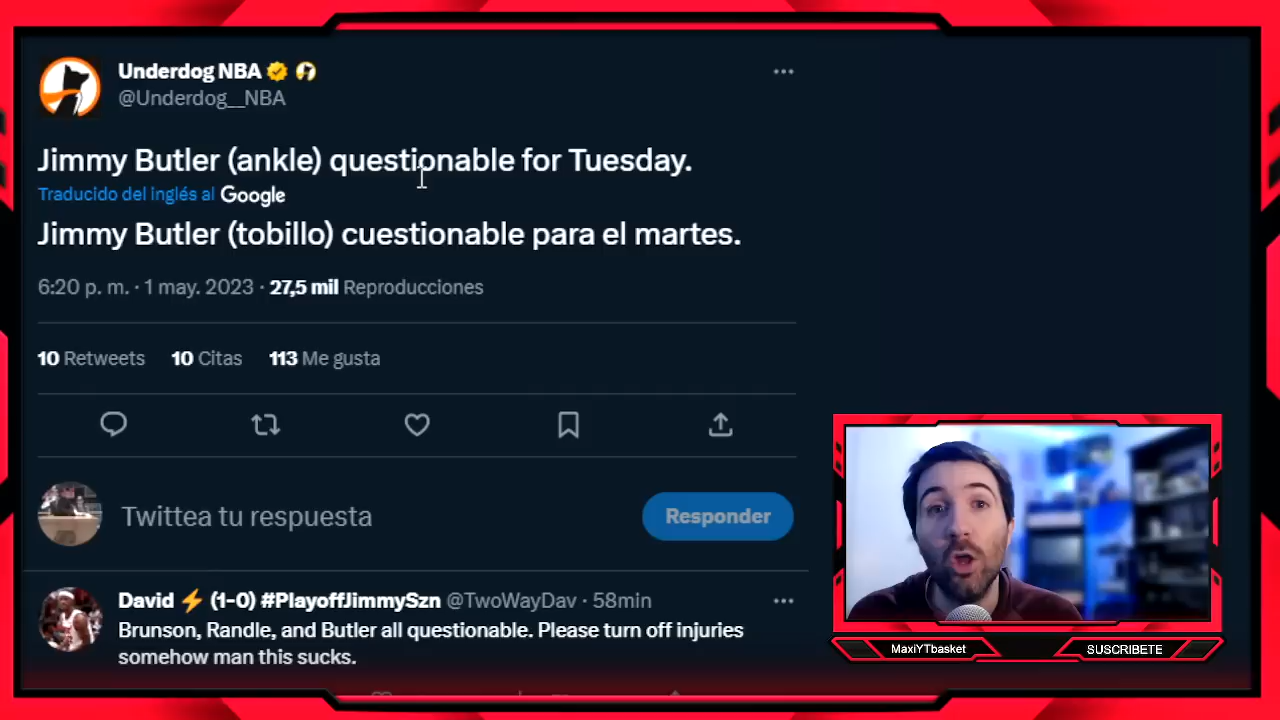 Underdog NBA
@Underdog__NBA
Jimmy Butler (ankle) questionable for Tuesday.
Traducido del inglés al Google
Jimmy Butler (tobillo) cuestionable para el martes.
6:20 p. m. · 1 may. 2023 · 27,5 mil Reproducciones
10 Retweets 10 Citas 113 Me gusta
Twittea tu respuesta
Responder
David ⚡ (1-0) #PlayoffJimmySzn @TwoWayDav · 58min
Brunson, Randle, and Butler all questionable. Please turn off injuries
somehow man this sucks.
MaxiYTbasket
SUSCRIBETE